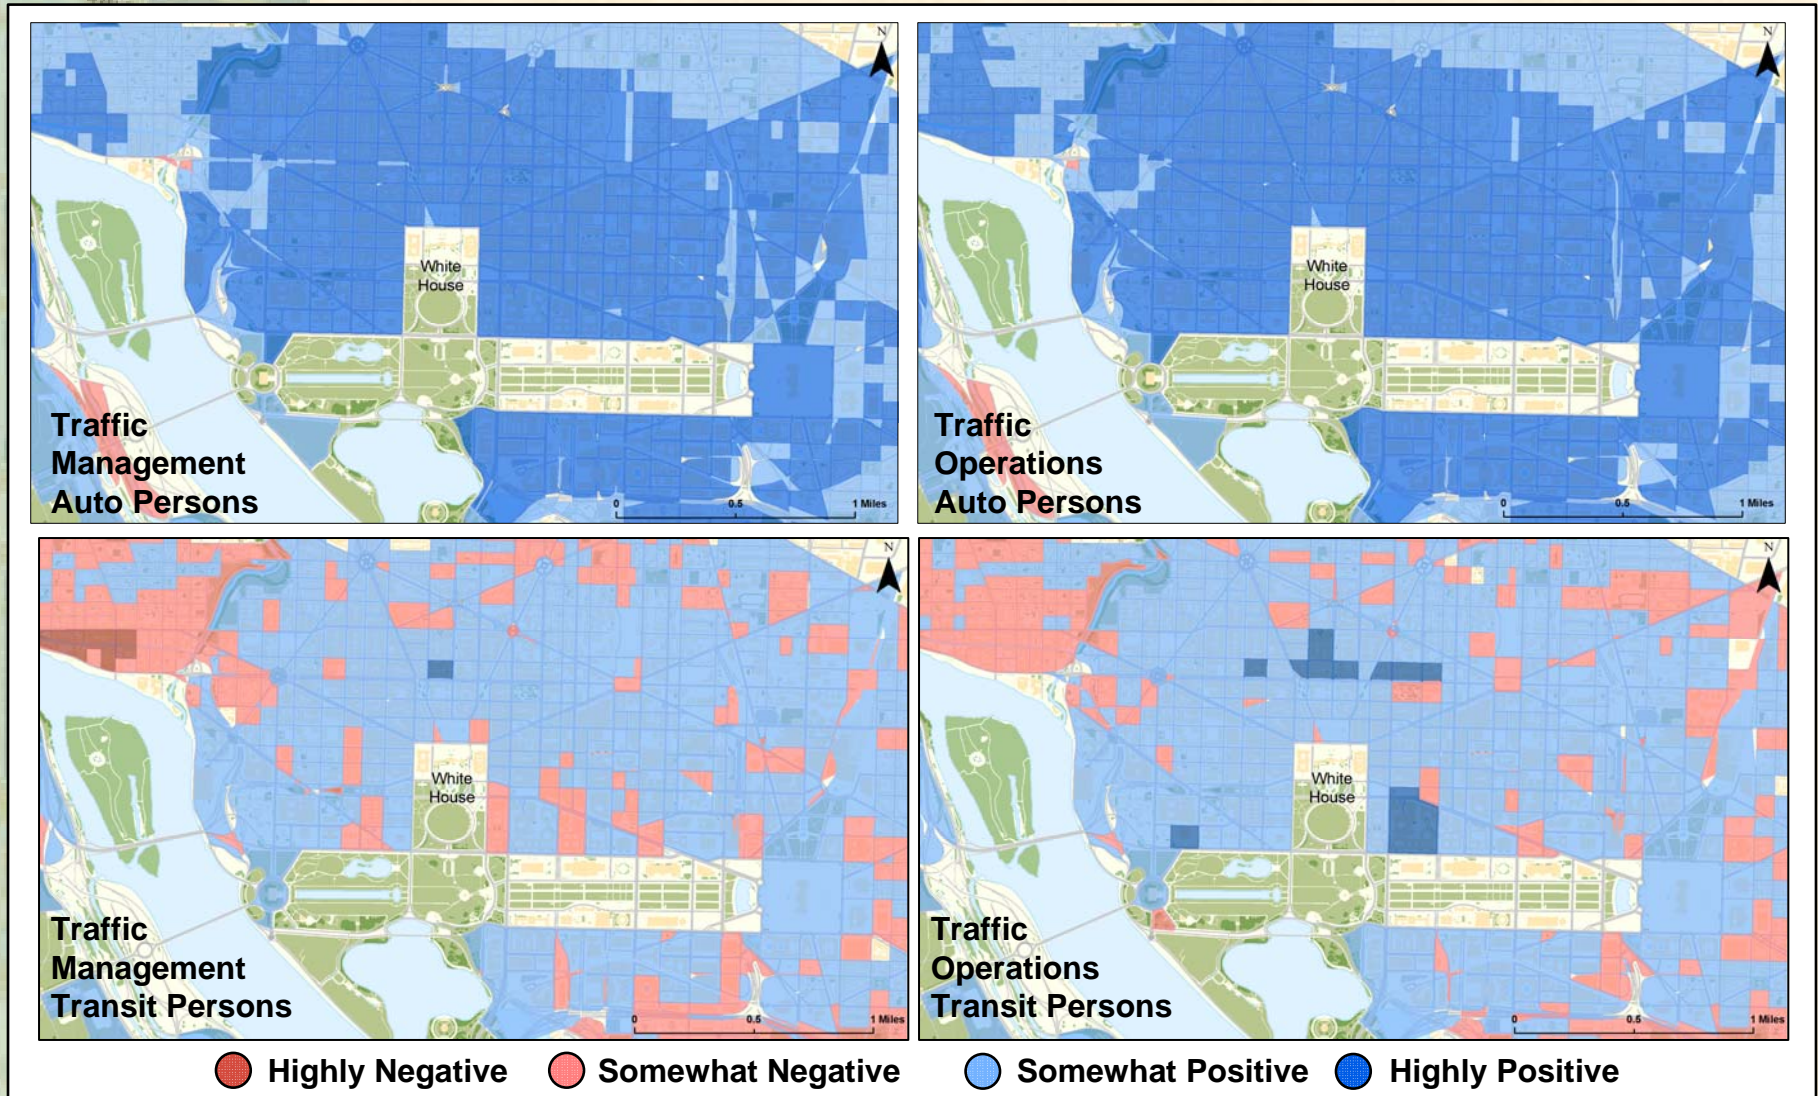 N
White
House
Traffic
Management
Auto Persons
0 0.5 1 Miles
N
White
House
Traffic
Operations
Auto Persons
0 0.5 1 Miles
N
White
House
Traffic
Management
Transit Persons
0 0.5 1 Miles
N
White
House
Traffic
Operations
Transit Persons
0 0.5 1 Miles
Highly Negative Somewhat Negative Somewhat Positive Highly Positive